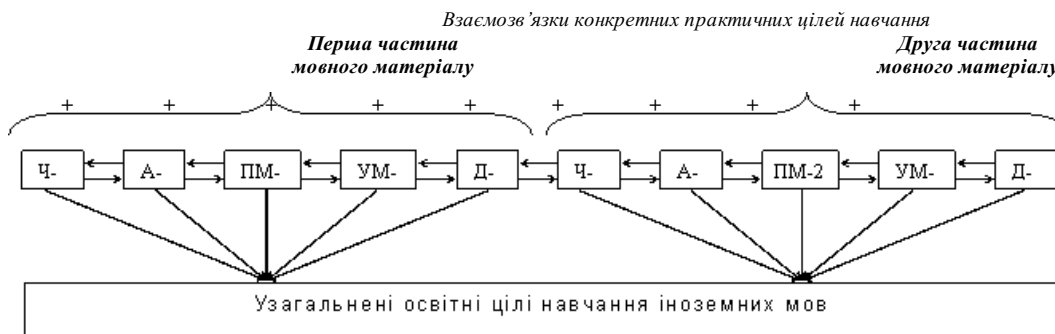 Взаємозв’язки конкретних практичних цілей навчання
Перша частина
мовного матеріалу
Друга частина
мовного матеріалу
+ + + + + + + + +
Ч- А- ПМ- УМ- Д- Ч- А- ПМ-2 УМ- Д-
Узагальнені освітні цілі навчання іноземних мов